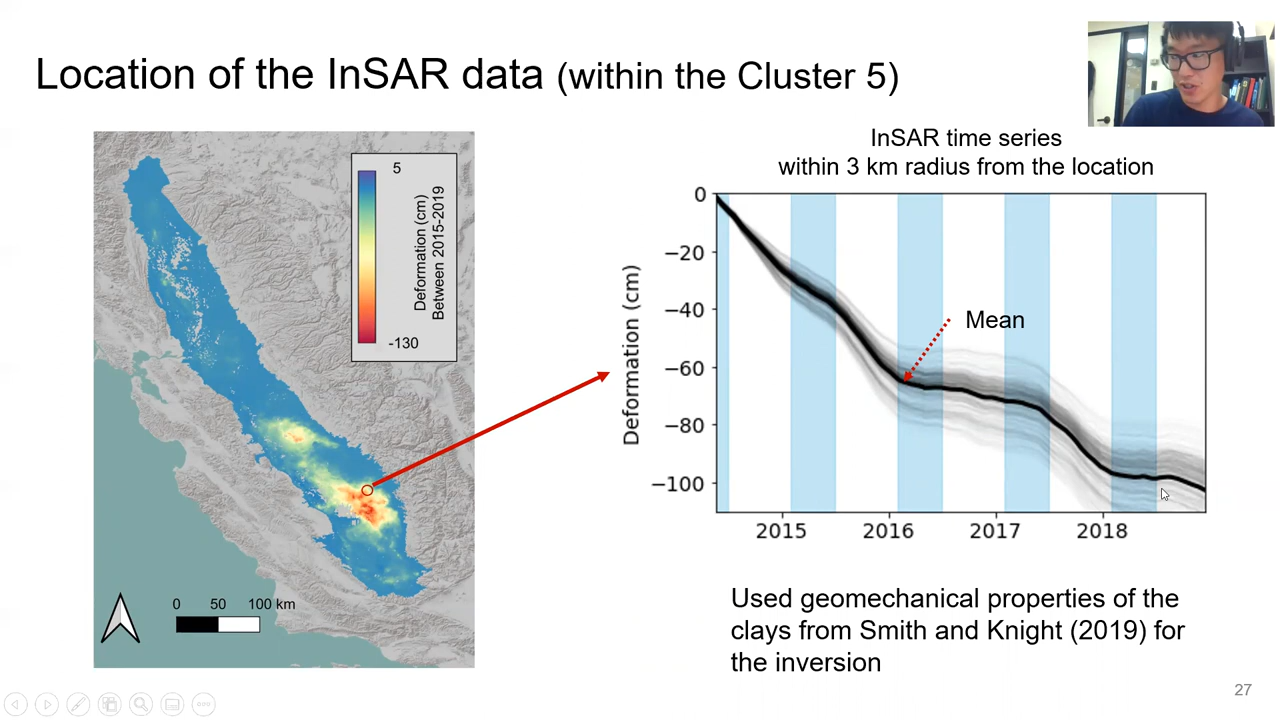 Location of the InSAR data (within the Cluster 5)
5
Deformation (cm)
Between 2015-2019
-130
0 50 100 km
InSAR time series
within 3 km radius from the location
0
−20
−40
−60
−80
−100
Deformation (cm)
Mean
2015 2016 2017 2018
Used geomechanical properties of the
clays from Smith and Knight (2019) for
the inversion
27